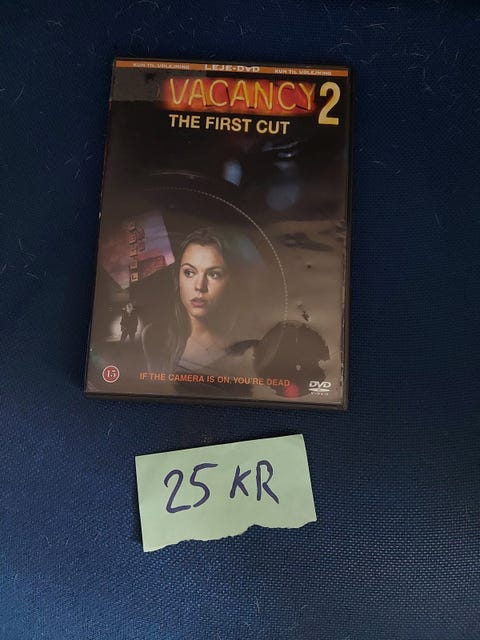 KUN TIL UDLEJNING LEJE-DVD KUN TIL UDLEJNING
VACANCY 2
THE FIRST CUT
IF THE CAMERA IS ON, YOU'RE DEAD
15
DVD
VIDEO
25 KR